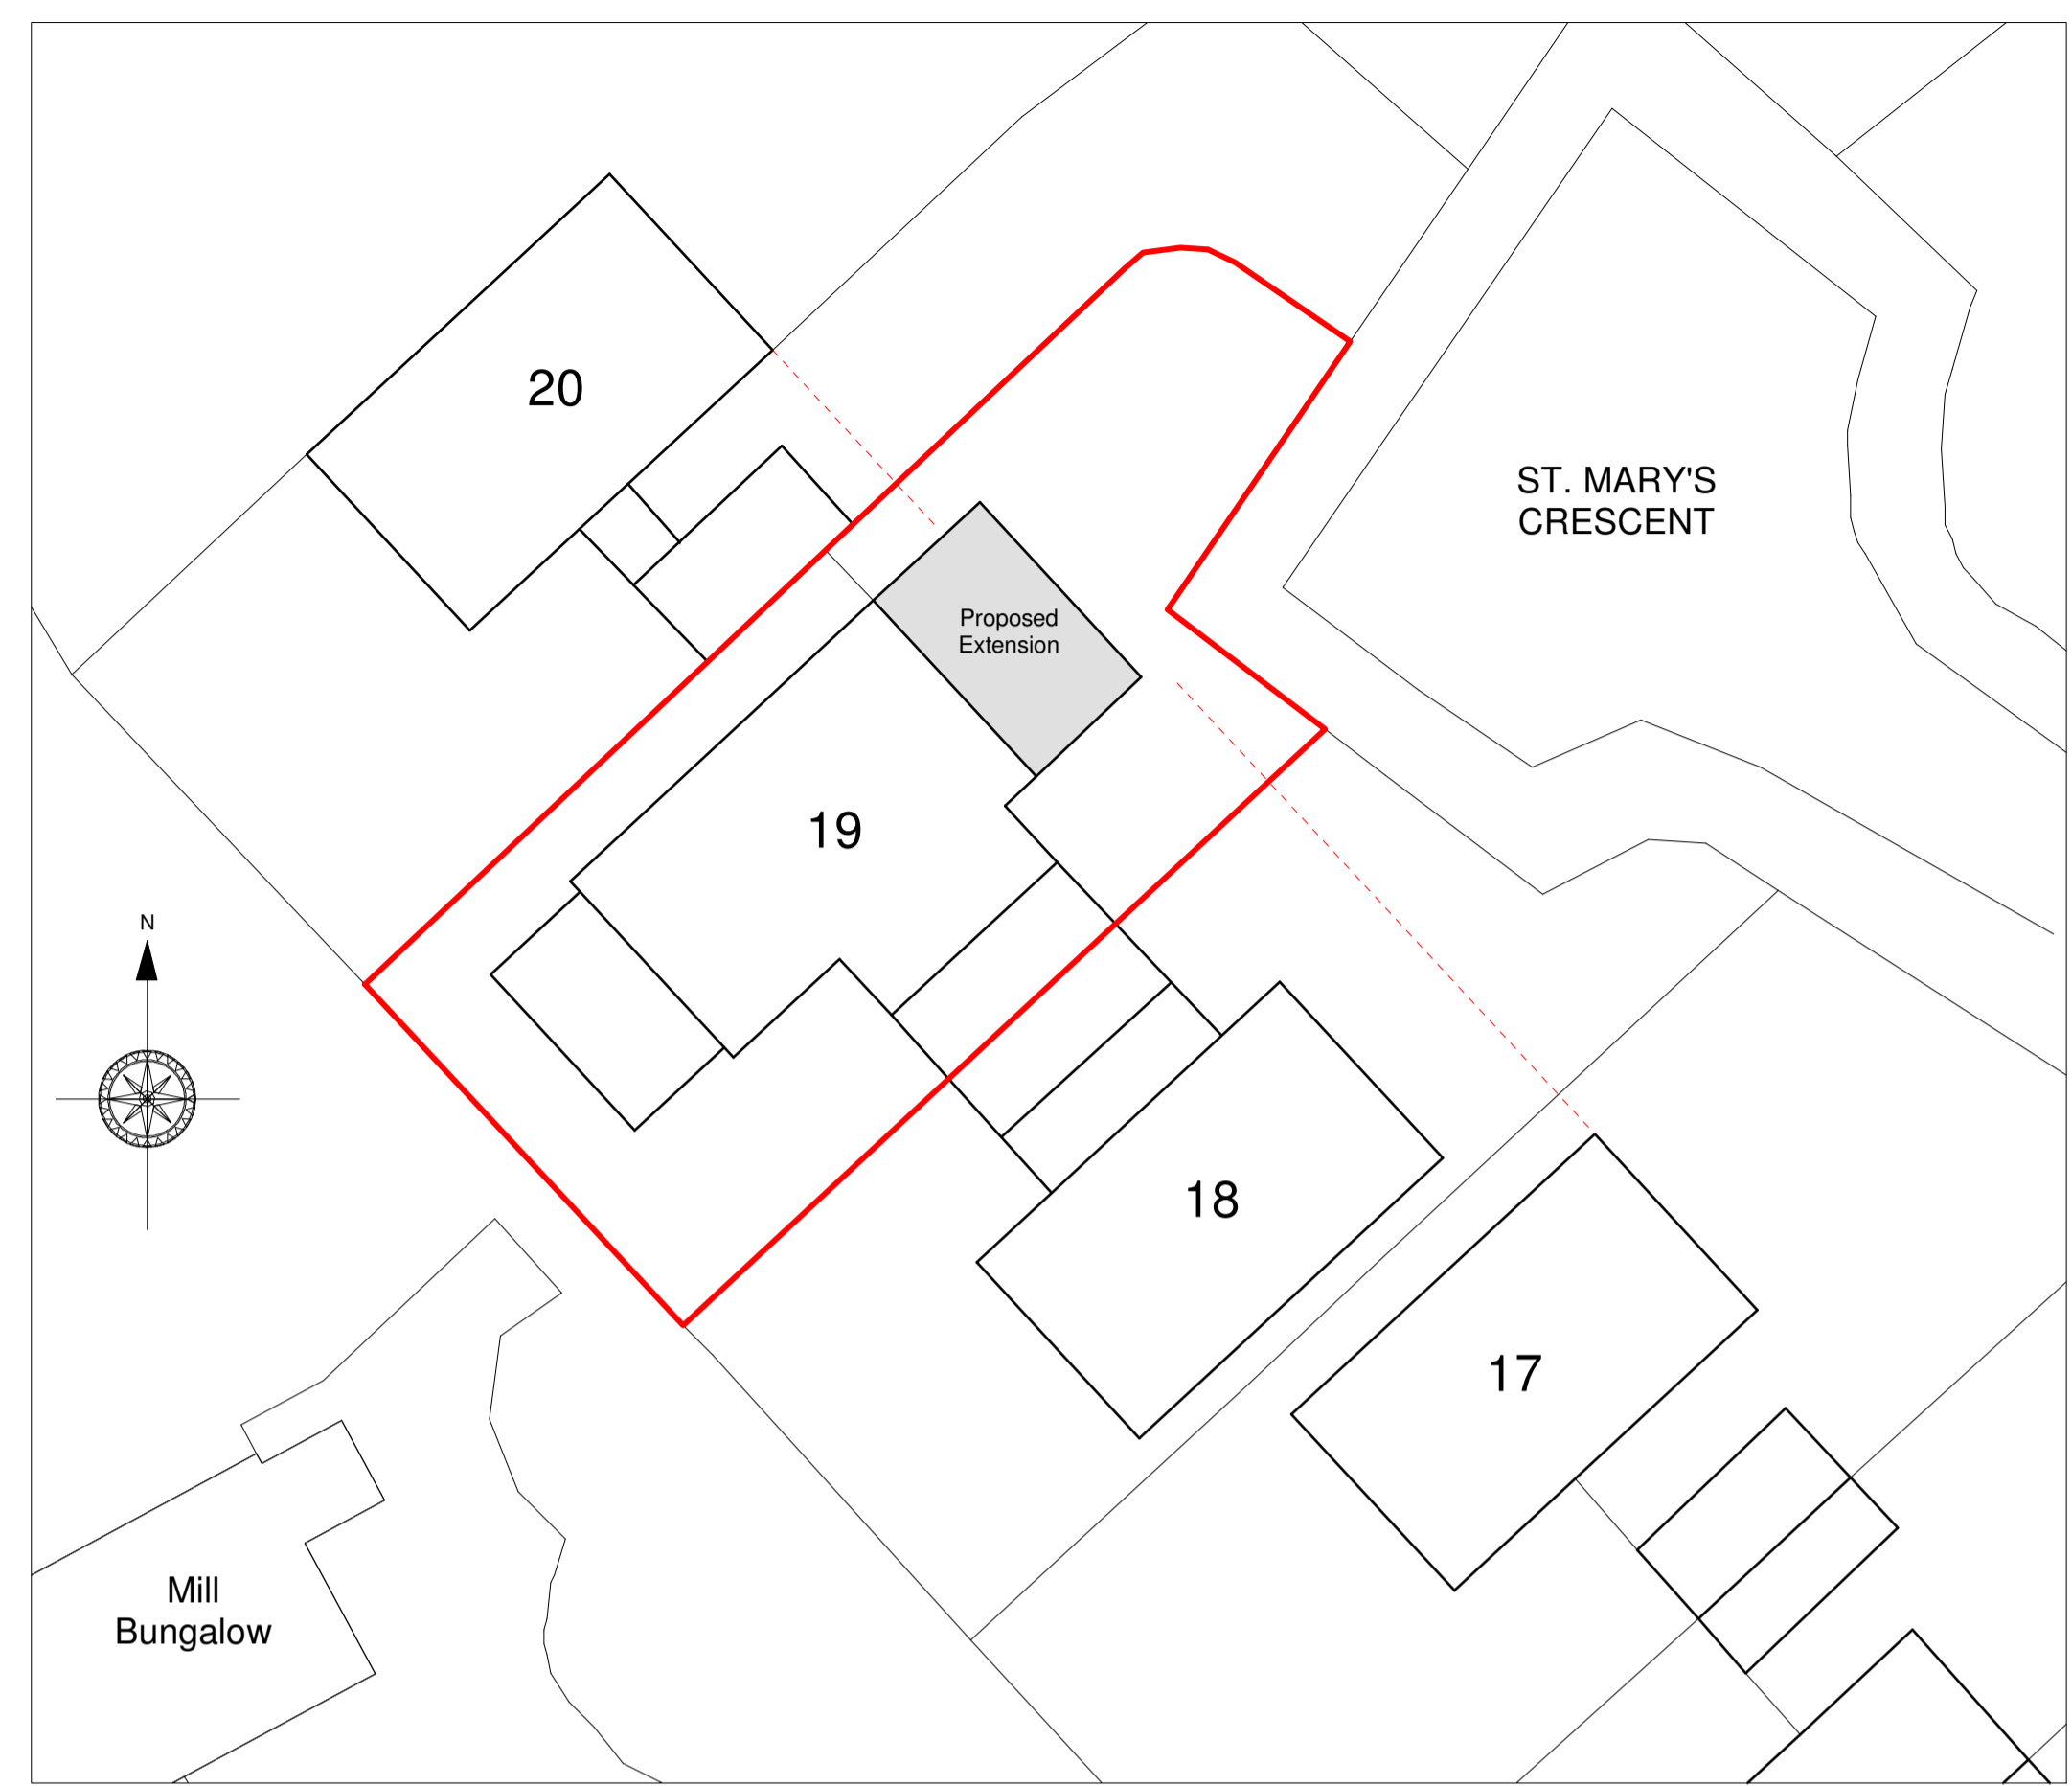 20
ST. MARY'S
CRESCENT
Proposed
Extension
19
N
18
17
Mill
Bungalow